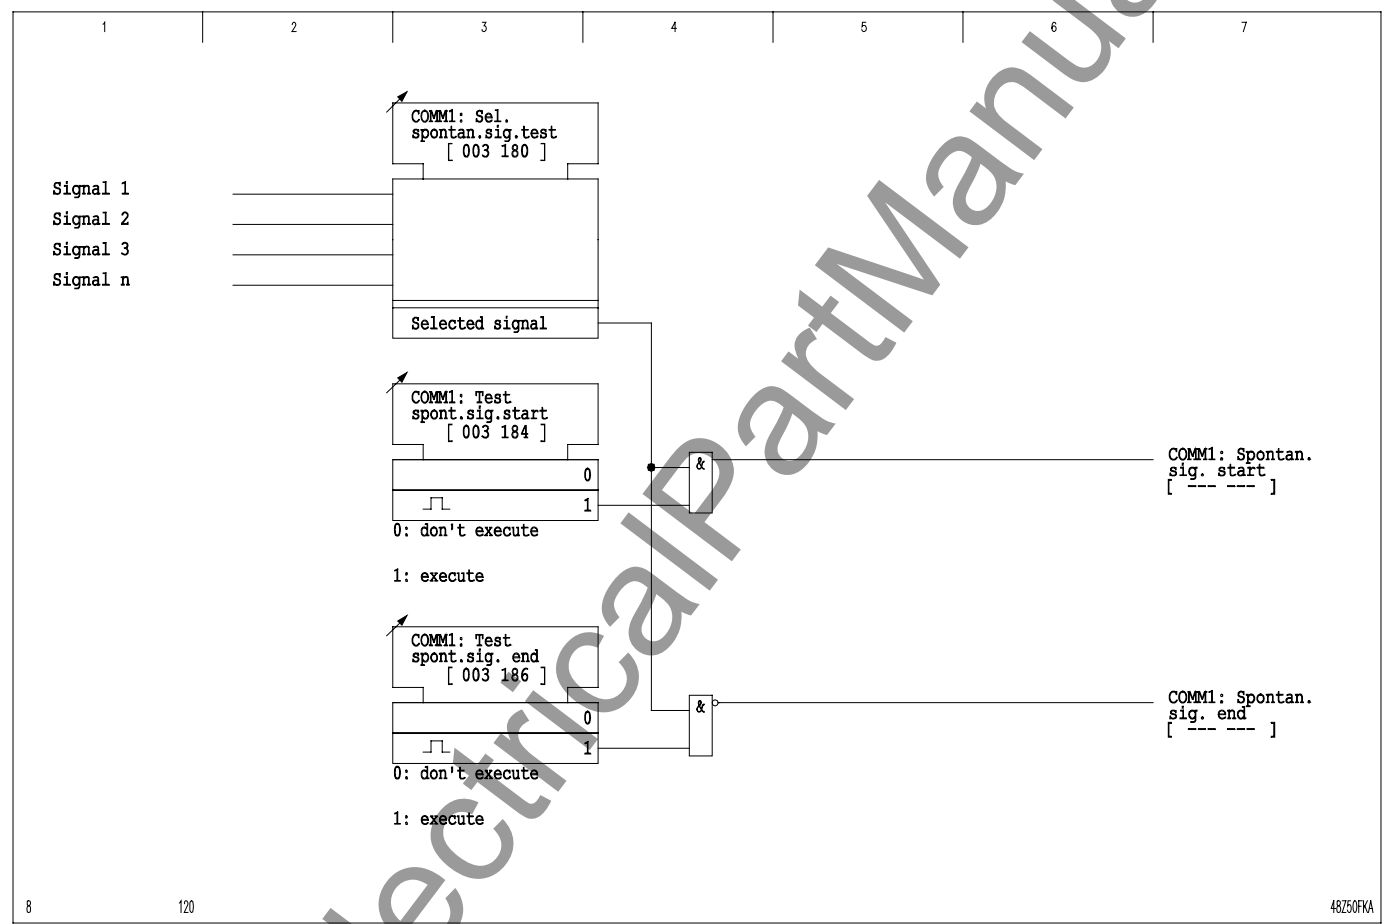 1 2 3 4 5 6 7
COMM1: Sel.
spontan.sig.test
[ 003 180 ]
Signal 1
Signal 2
Signal 3
Signal n
Selected signal
COMM1: Test
spont.sig.start
[ 003 184 ]
0
1
0: don't execute
1: execute
&
COMM1: Spontan.
sig. start
[ --- --- ]
COMM1: Test
spont.sig. end
[ 003 186 ]
0
1
0: don't execute
1: execute
&
COMM1: Spontan.
sig. end
[ --- --- ]
8 120 48Z50FKA